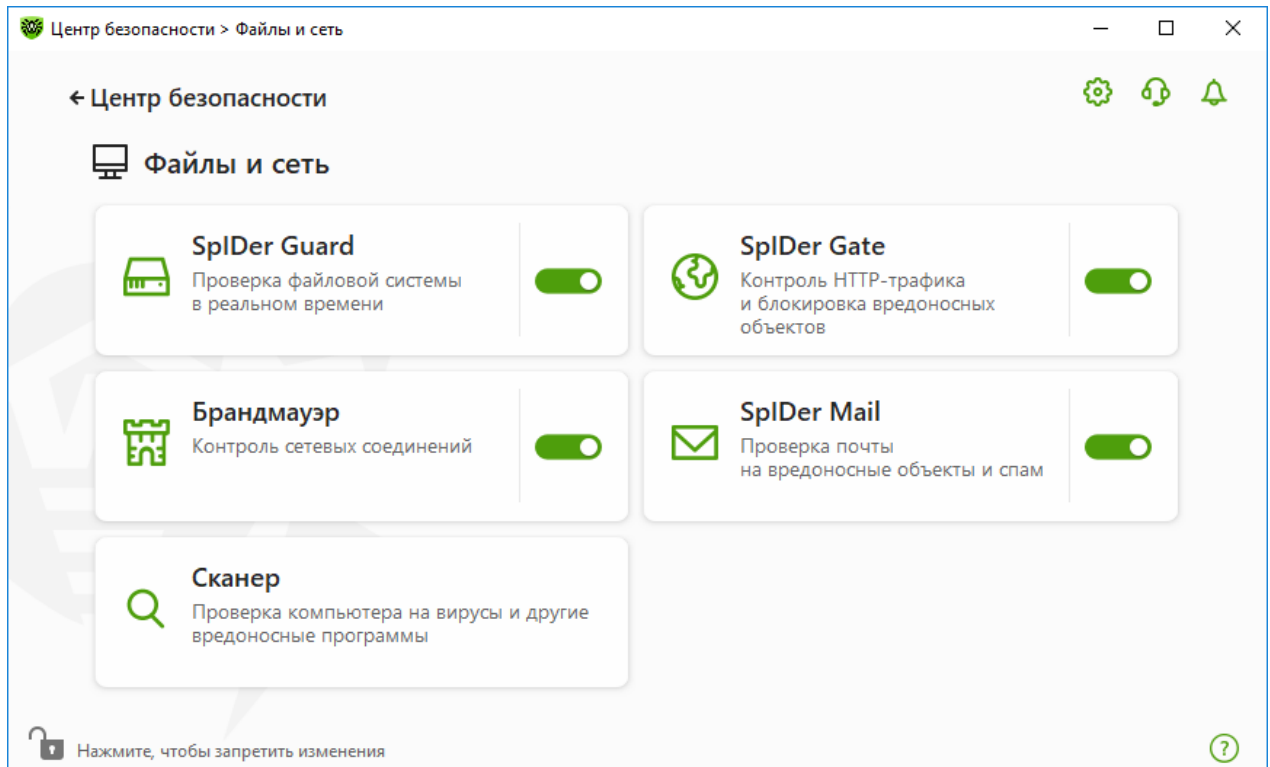 Центр безопасности > Файлы и сеть
Центр безопасности
Файлы и сеть
SpIDer Guard
Проверка файловой системы
в реальном времени
SpIDer Gate
Контроль HTTP-трафика
и блокировка вредоносных
объектов
Брандмауэр
Контроль сетевых соединений
SpIDer Mail
Проверка почты
на вредоносные объекты и спам
Сканер
Проверка компьютера на вирусы и другие
вредоносные программы
Нажмите, чтобы запретить изменения
?